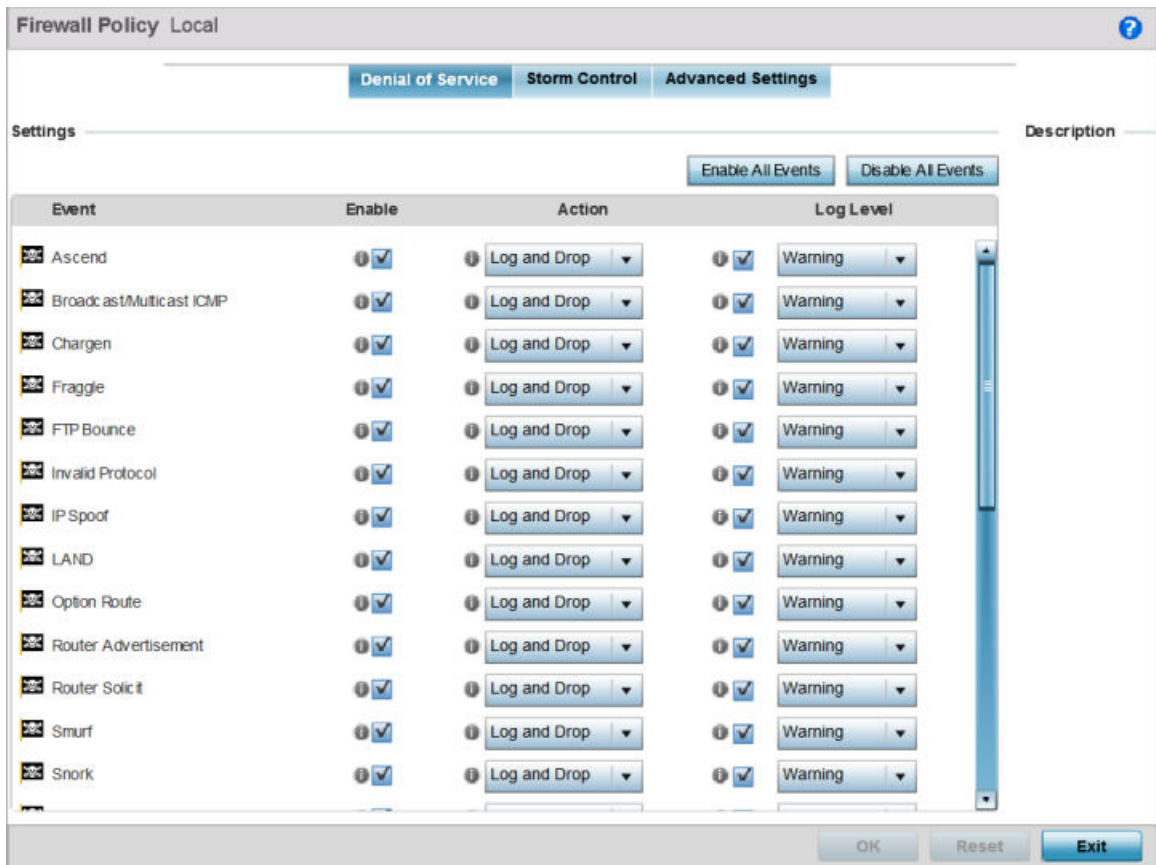 Firewall Policy Local
Denial of Service Storm Control Advanced Settings
Settings Description
Enable All Events Disable All Events
Event Enable Action Log Level
Ascend Log and Drop Warning
Broadcast/Multicast ICMP Log and Drop Warning
Chargen Log and Drop Warning
Fraggle Log and Drop Warning
FTP Bounce Log and Drop Warning
Invalid Protocol Log and Drop Warning
IP Spoof Log and Drop Warning
LAND Log and Drop Warning
Option Route Log and Drop Warning
Router Advertisement Log and Drop Warning
Router Solicit Log and Drop Warning
Smurf Log and Drop Warning
Snork Log and Drop Warning
OK Reset Exit